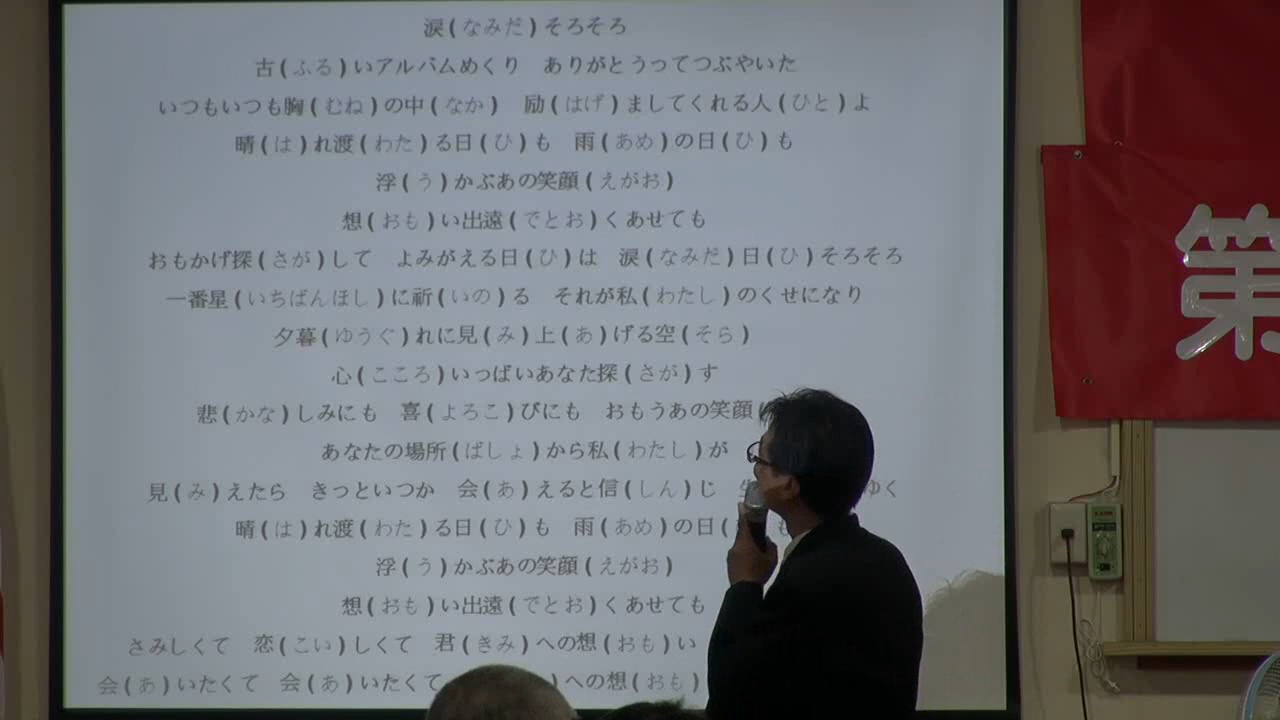 涙(なみだ)そろそろ
古(ふる)いアルバムめくり　ありがとうってつぶやいた
いつもいつも胸(むね)の中(なか)　励(はげ)ましてくれる人(ひと)よ
晴(は)れ渡(わた)る日(ひ)も　雨(あめ)の日(ひ)も
浮(う)かぶあの笑顔(えがお)
想(おも)い出遠(でとお)くあせても
おもかげ探(さが)して　よみがえる日(ひ)は　涙(なみだ)日(ひ)そろそろ
一番星(いちばんほし)に祈(いの)る　それが私(わたし)のくせになり
夕暮(ゆうぐ)れに見(み)上(あ)げる空(そら)
心(こころ)いっぱいあなた探(さが)す
悲(かな)しみにも　喜(よろこ)びにも　おもうあの笑顔(
あなたの場所(ばしょ)から私(わたし)が
見(み)えたら　きっといつか　会(あ)えると信(しん)じ　ゆく
晴(は)れ渡(わた)る日(ひ)も　雨(あめ)の日(も
浮(う)かぶあの笑顔(えがお)
想(おも)い出遠(でとお)くあせても
さみしくて　恋(こい)しくて　君(きみ)への想(おも)い
会(あ)いたくて　会(あ)いたくて　)への想(おも)
第